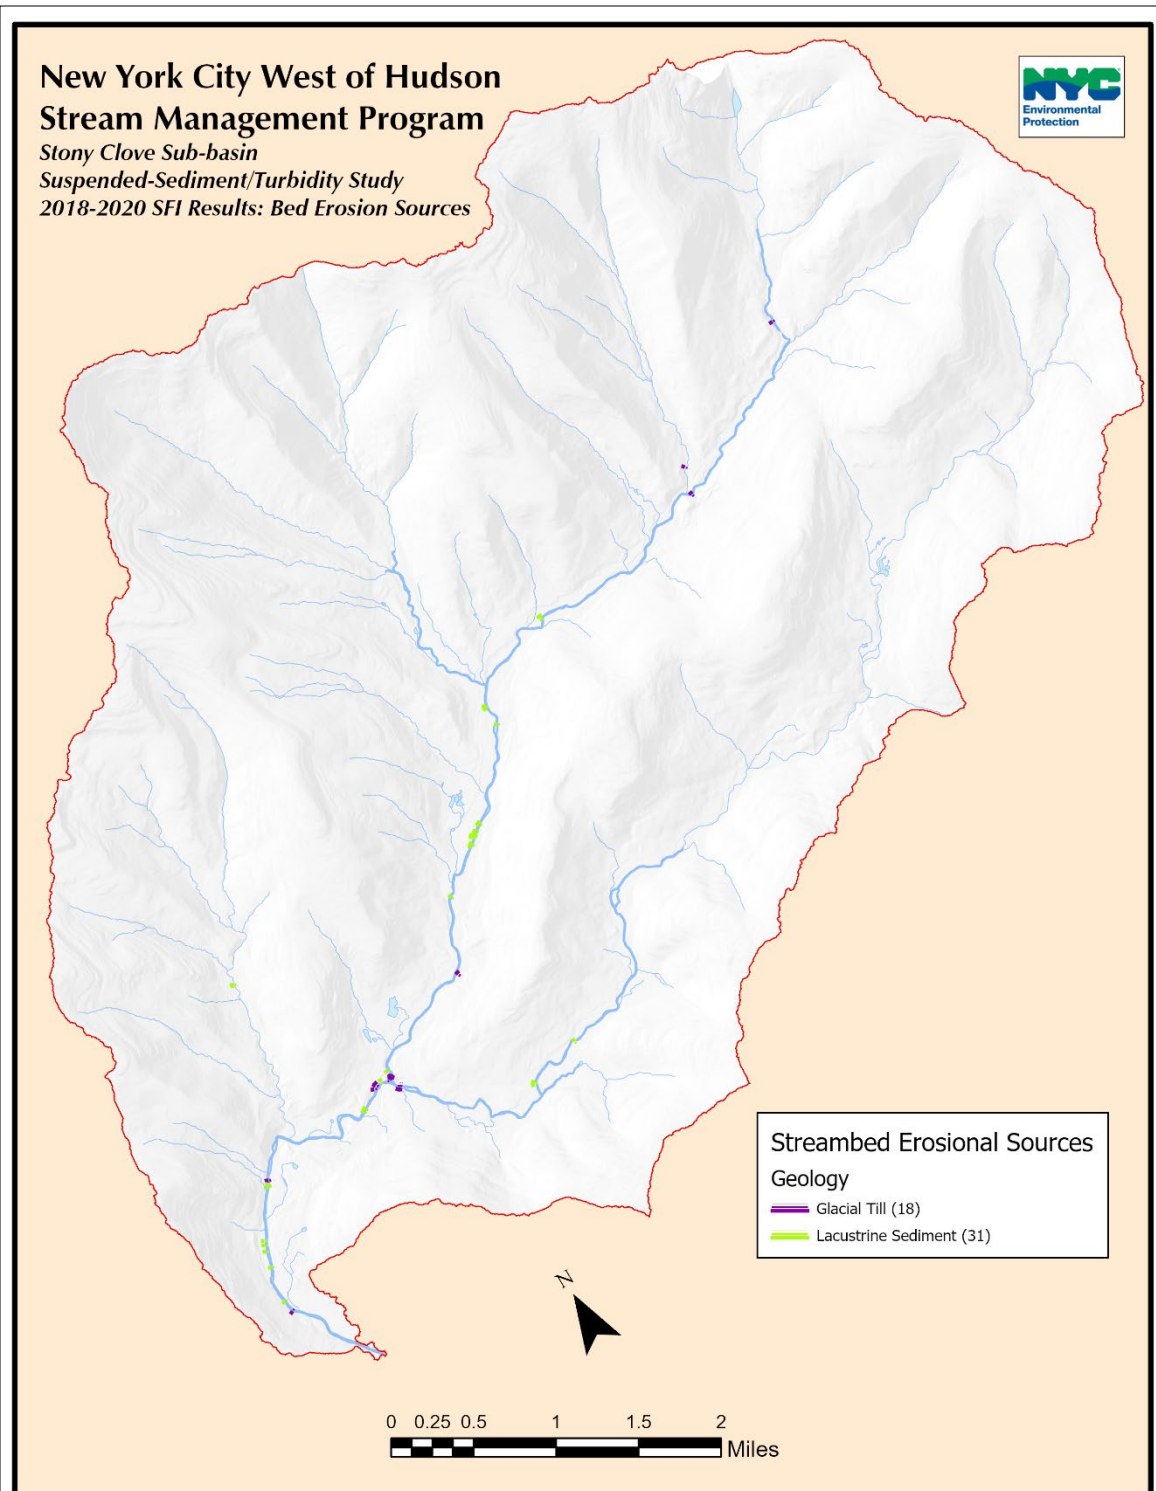 New York City West of Hudson
Stream Management Program
Stony Clove Sub-basin
Suspended-Sediment/Turbidity Study
2018-2020 SFI Results: Bed Erosion Sources
NYC
Environmental
Protection
Streambed Erosional Sources
Geology
Glacial Till (18)
Lacustrine Sediment (31)
N
0 0.25 0.5 1 1.5 2
Miles